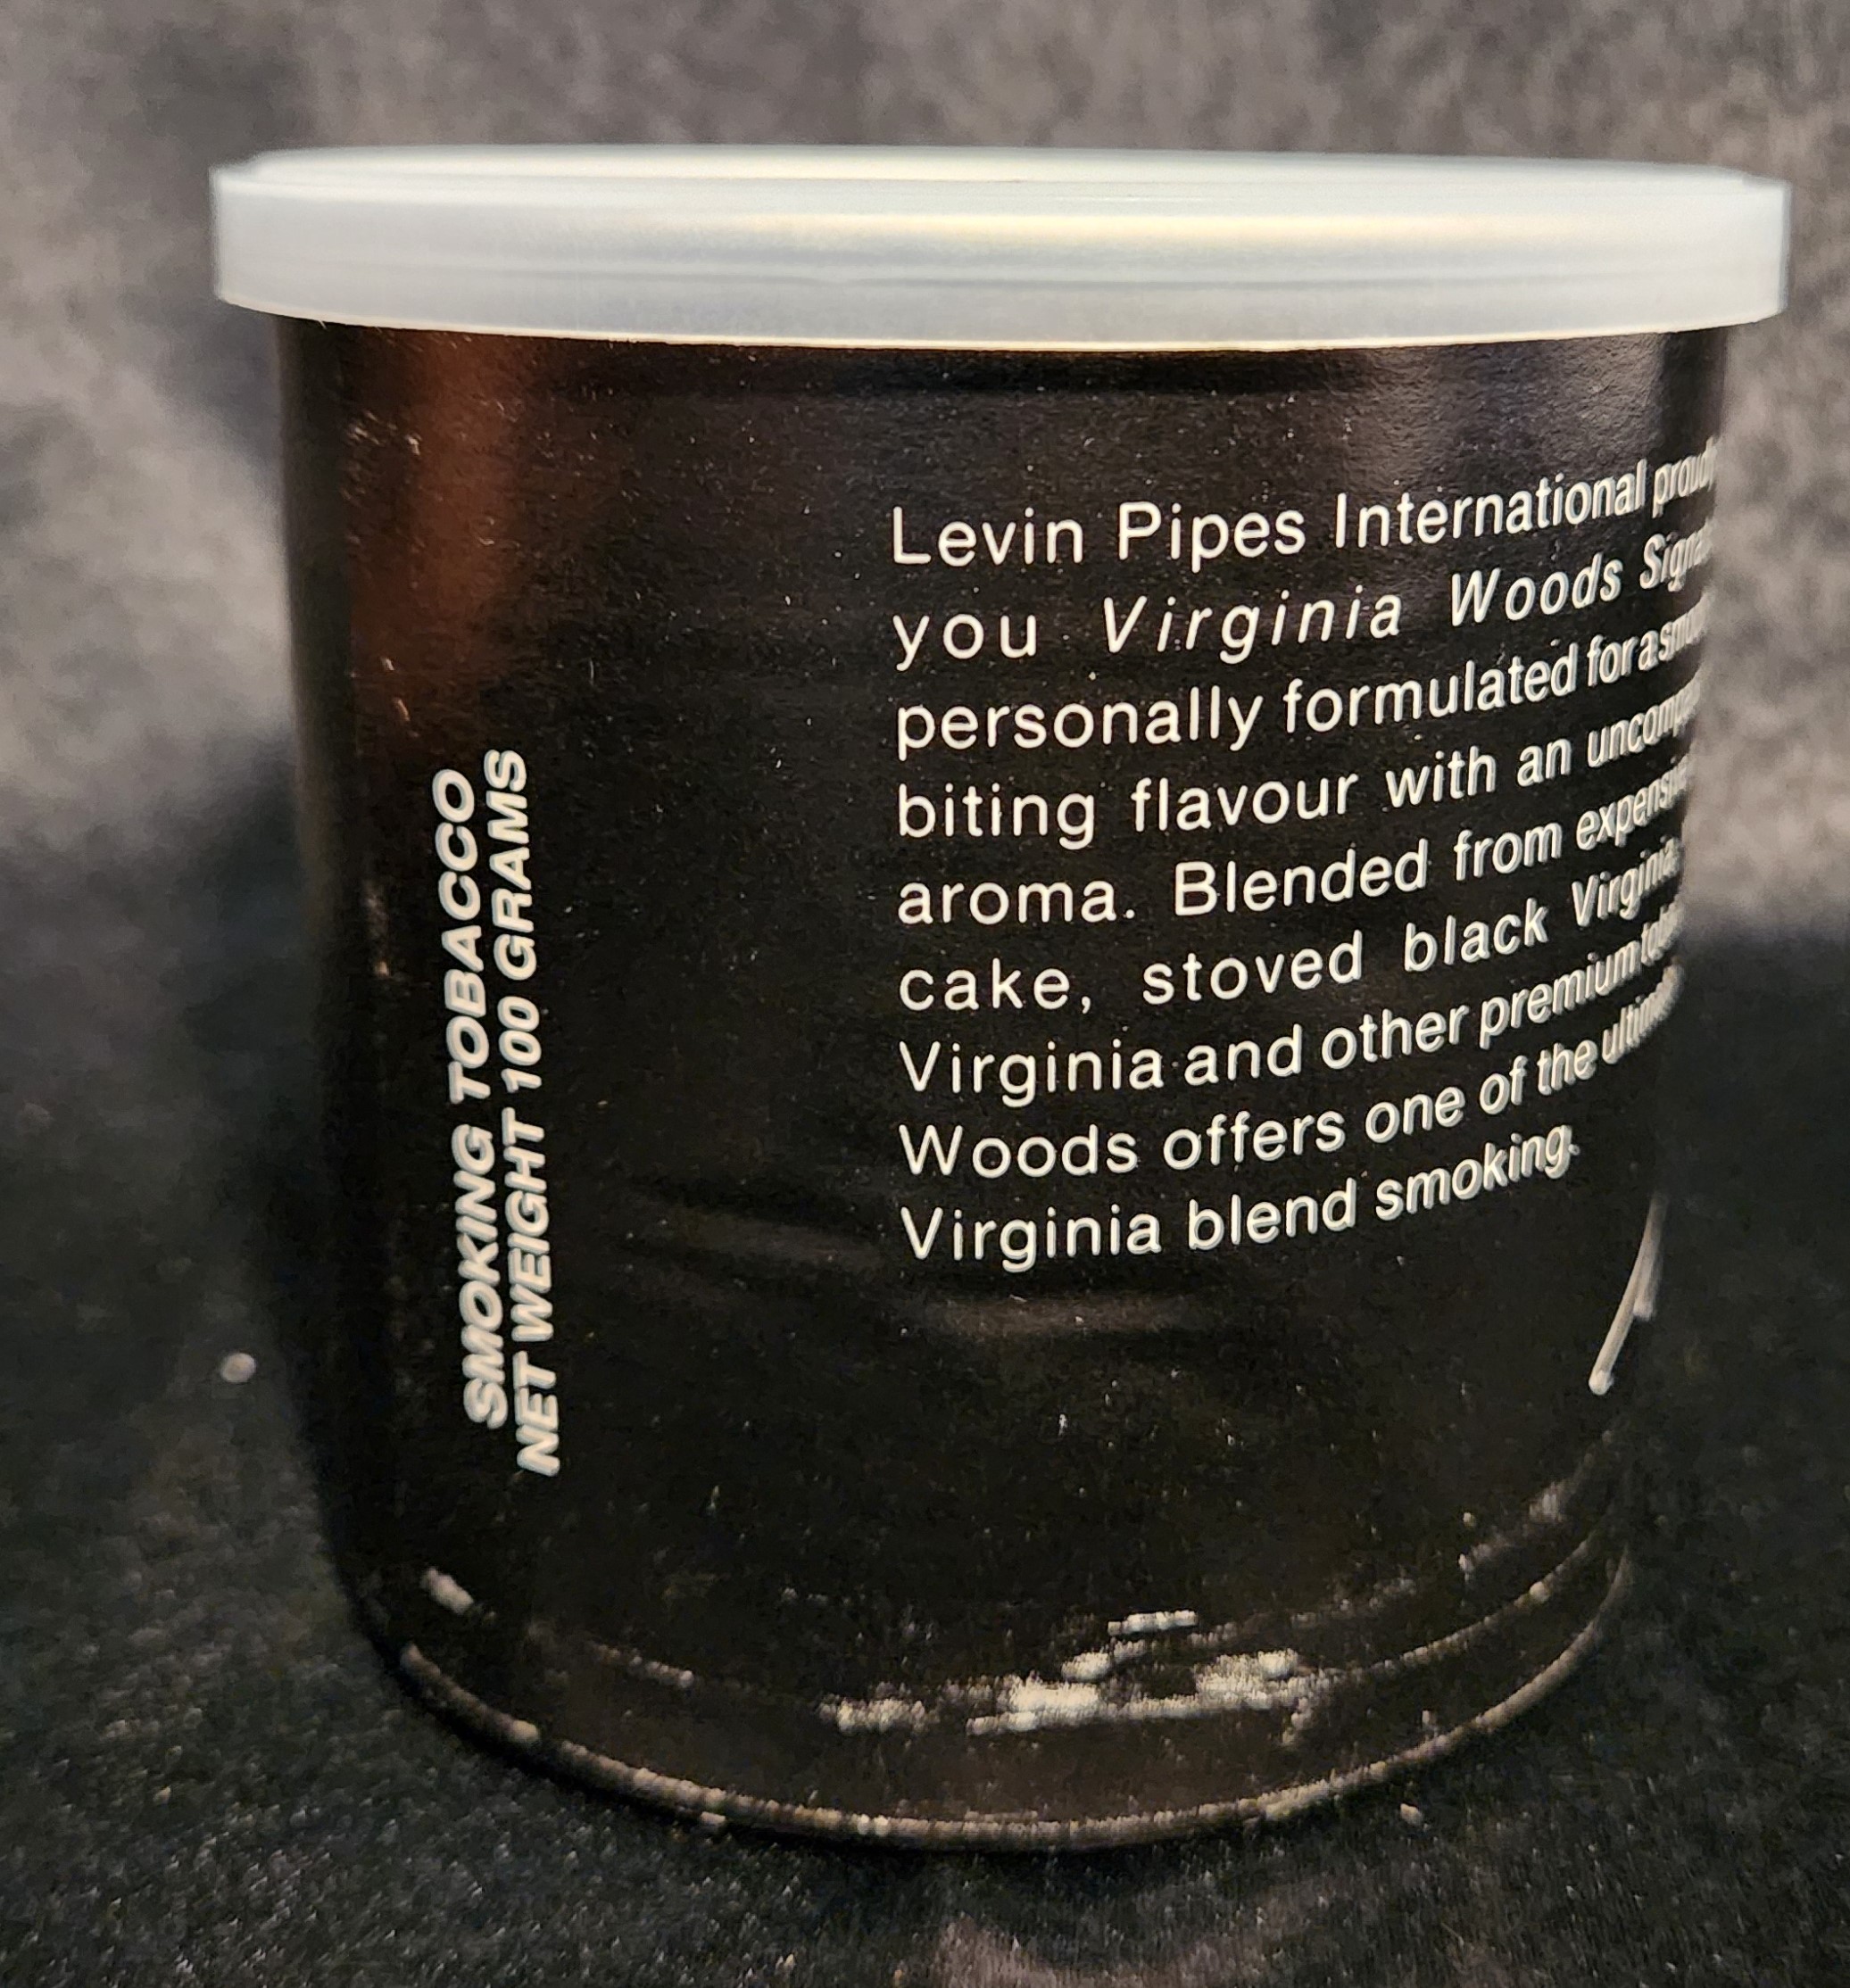 SMOKING TOBACCO
NET WEIGHT 100 GRAMS
Levin Pipes International
you Virginia Woods
personally formulated for a
biting flavour with an
aroma. Blended from
cake, stoved black Virginia
Virginia and other premium
Woods offers one of the
Virginia blend smoking.